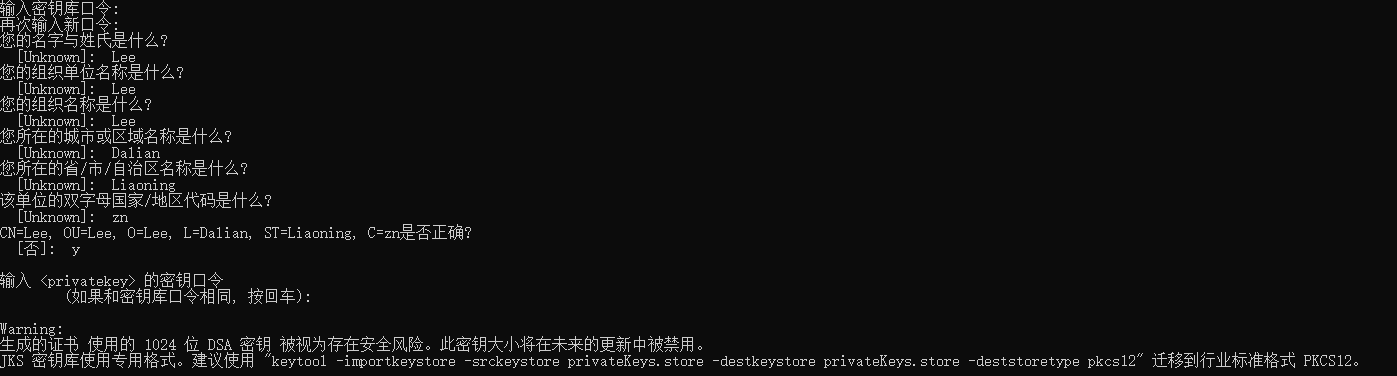 输入密钥库口令:
再次输入新口令:
您的名字与姓氏是什么?
[Unknown]:  Lee
您的组织单位名称是什么?
[Unknown]:  Lee
您的组织名称是什么?
[Unknown]:  Lee
您所在的城市或区域名称是什么?
[Unknown]:  Dalian
您所在的省/市/自治区名称是什么?
[Unknown]:  Liaoning
该单位的双字母国家/地区代码是什么?
[Unknown]:  zn
CN=Lee, OU=Lee, O=Lee, L=Dalian, ST=Liaoning, C=zn是否正确?
[否]:  y
输入 <privatekey> 的密钥口令
(如果和密钥库口令相同, 按回车):
Warning:
生成的证书 使用的 1024 位 DSA 密钥 被视为存在安全风险。此密钥大小将在未来的更新中被禁用。
JKS 密钥库使用专用格式。建议使用 "keytool -importkeystore -srckeystore privateKeys.store -destkeystore privateKeys.store -deststoretype pkcs12" 迁移到行业标准格式 PKCS12。